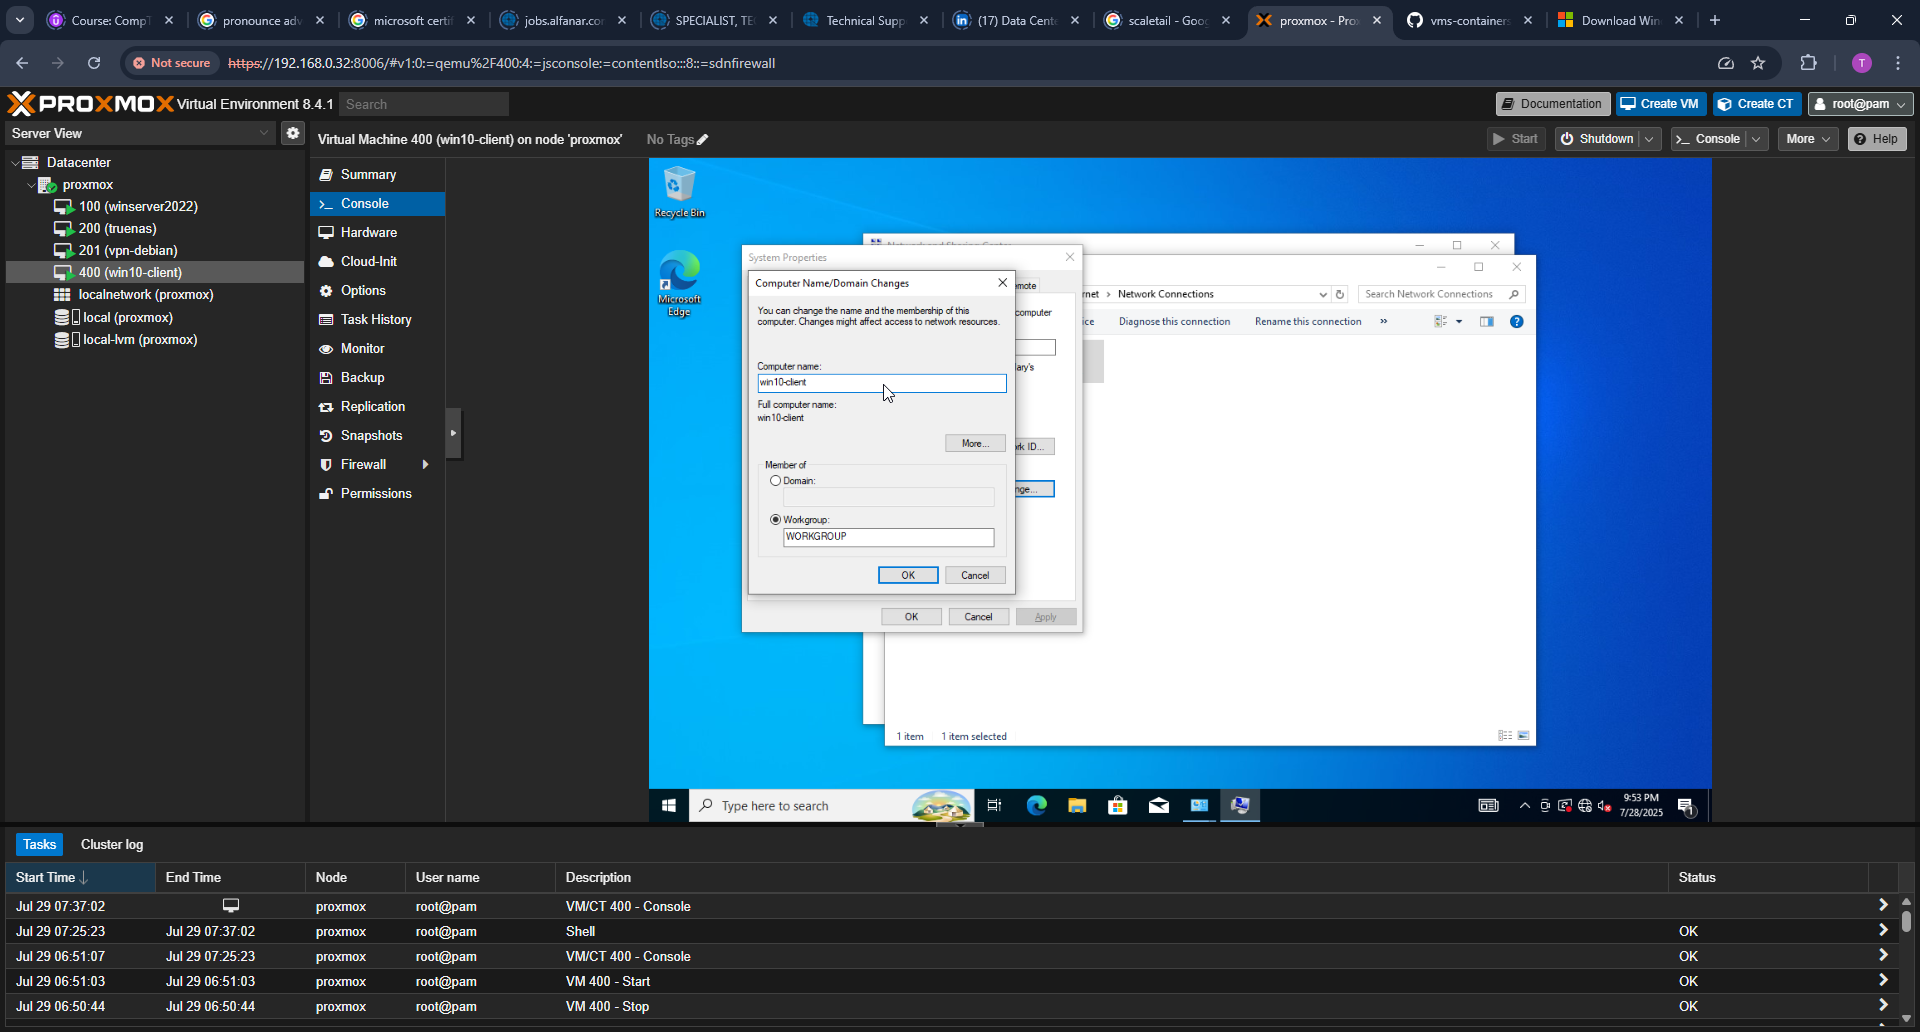 Course: Comp
pronounce adv
microsoft certif
jobs.alfanar.co
SPECIALIST, TE
Technical Supp
(17) Data Cent
scaletail - Goo
proxmox - Pro
vms-containers
Download Win
Not secure https://192.168.0.32:8006/#v1:0:=qemu%2F400:4:=jsconsole:=contentIso:::8::=sdnfirewall
T
PROXMOX Virtual Environment 8.4.1 Search
Documentation Create VM Create CT root@pam
Server View
Virtual Machine 400 (win10-client) on node 'proxmox' No Tags
Start Shutdown Console More Help
Datacenter
proxmox
100 (winserver2022)
200 (truenas)
201 (vpn-debian)
400 (win10-client)
localnetwork (proxmox)
local (proxmox)
local-lvm (proxmox)
Summary
Console
Hardware
Cloud-Init
Options
Task History
Monitor
Backup
Replication
Snapshots
Firewall
Permissions
Recycle Bin
Microsoft
Edge
System Properties
Computer Name/Domain Changes
You can change the name and the membership of this
computer. Changes might affect access to network resources.
Computer name:
win10-client
Full computer name:
win10-client
More...
Member of
Domain:
Workgroup:
WORKGROUP
OK Cancel
OK Cancel Apply
emote
computer
ary's
rk ID...
nge...
rnet › Network Connections
Search Network Connections
ice Diagnose this connection Rename this connection »
1 item 1 item selected
Type here to search
9:53 PM
7/28/2025
1
Tasks Cluster log
Start Time End Time Node User name Description Status
Jul 29 07:37:02 proxmox root@pam VM/CT 400 - Console
Jul 29 07:25:23 Jul 29 07:37:02 proxmox root@pam Shell OK
Jul 29 06:51:07 Jul 29 07:25:23 proxmox root@pam VM/CT 400 - Console OK
Jul 29 06:51:03 Jul 29 06:51:03 proxmox root@pam VM 400 - Start OK
Jul 29 06:50:44 Jul 29 06:50:44 proxmox root@pam VM 400 - Stop OK